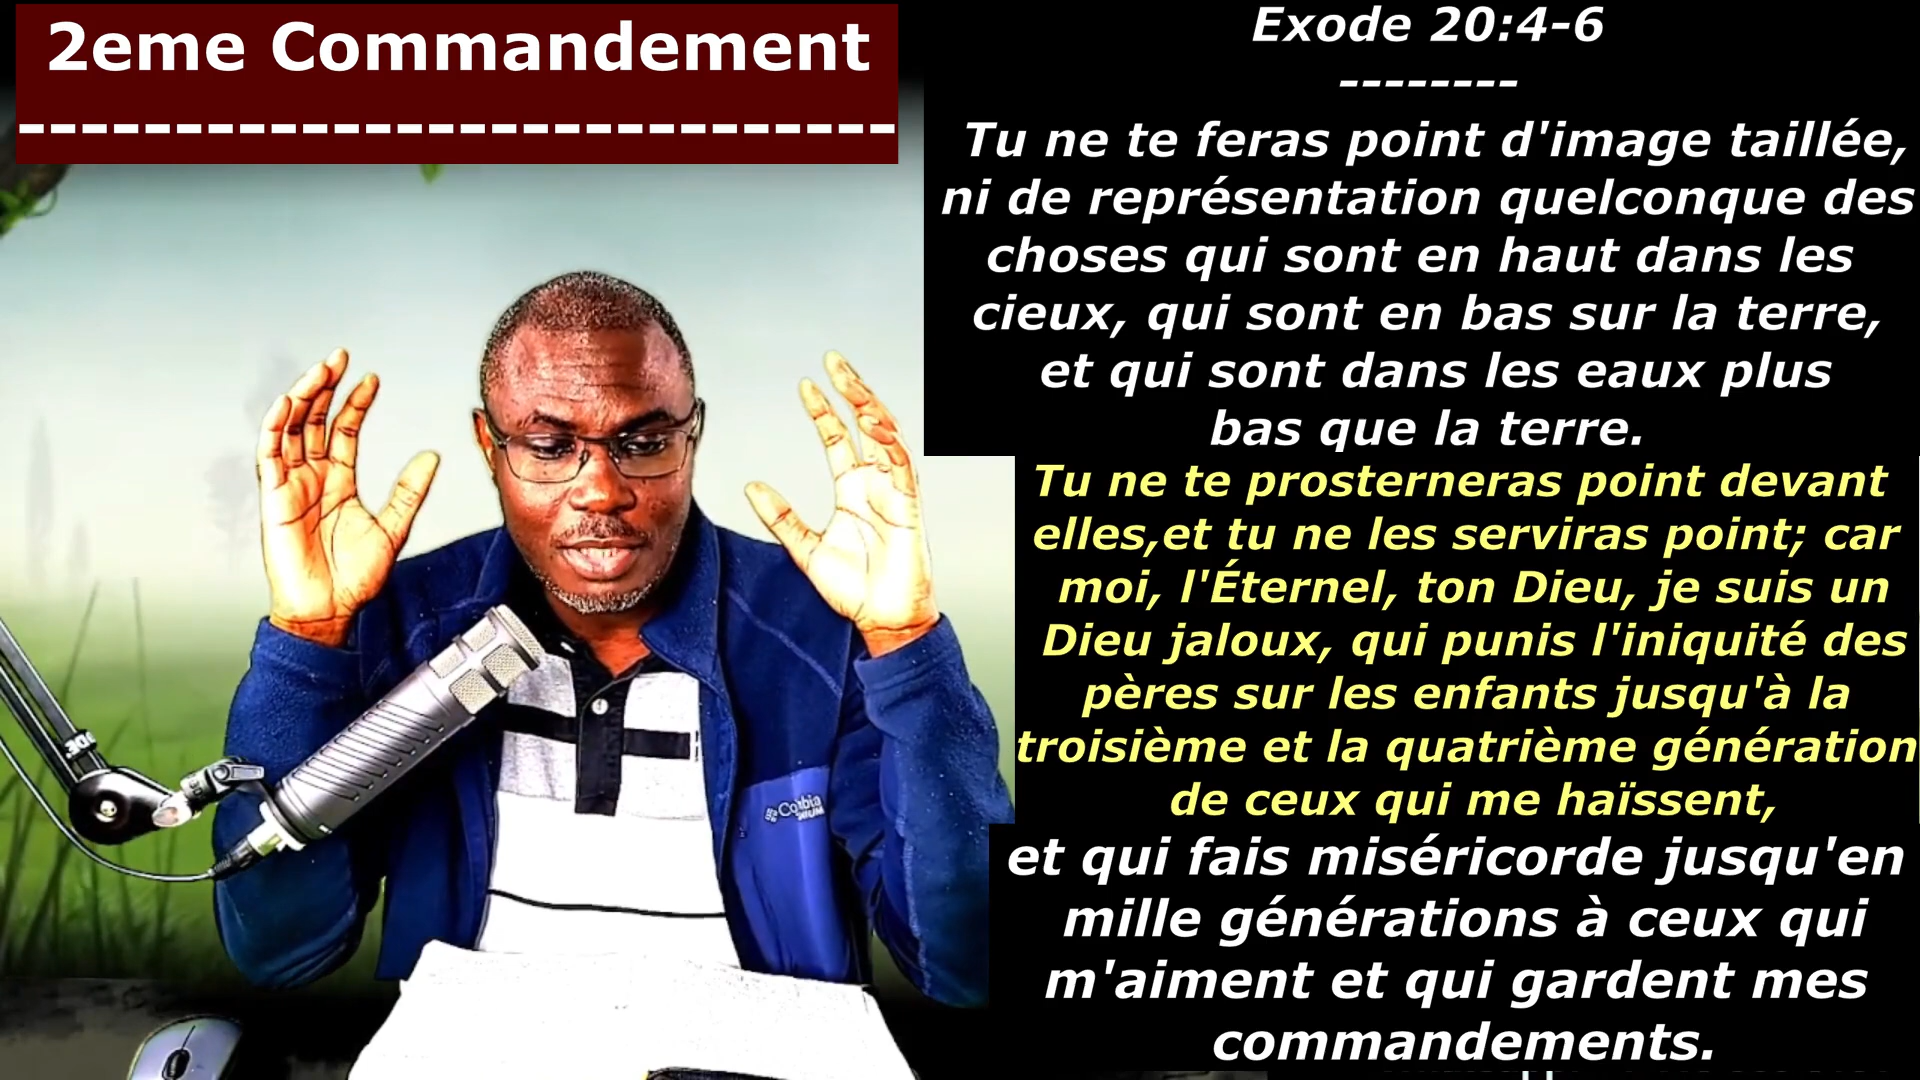 2eme Commandement
----------------------------
Exode 20:4-6
--------
Tu ne te feras point d'image taillée,
ni de représentation quelconque des
choses qui sont en haut dans les
cieux, qui sont en bas sur la terre,
et qui sont dans les eaux plus
bas que la terre.
Tu ne te prosterneras point devant
elles,et tu ne les serviras point; car
moi, l'Éternel, ton Dieu, je suis un
Dieu jaloux, qui punis l'iniquité des
pères sur les enfants jusqu'à la
troisième et la quatrième génération
de ceux qui me haïssent,
et qui fais miséricorde jusqu'en
mille générations à ceux qui
m'aiment et qui gardent mes
commandements.